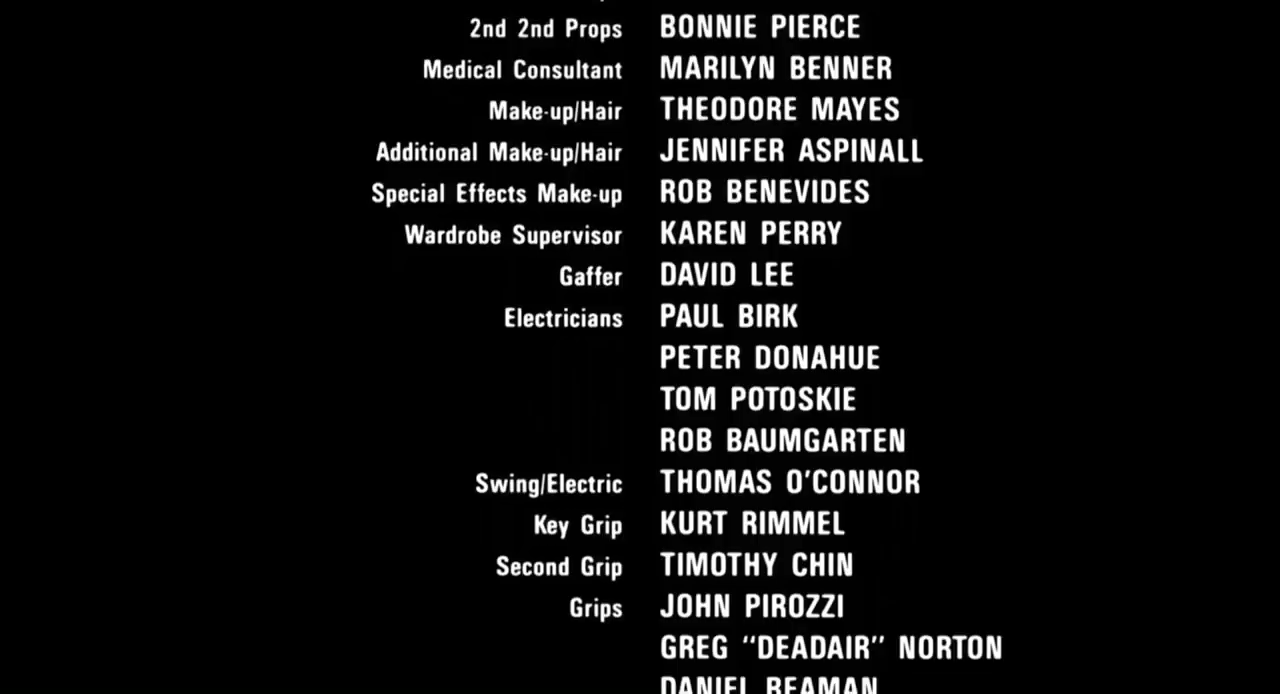 2nd 2nd Props BONNIE PIERCE
Medical Consultant MARILYN BENNER
Make-up/Hair THEODORE MAYES
Additional Make-up/Hair JENNIFER ASPINALL
Special Effects Make-up ROB BENEVIDES
Wardrobe Supervisor KAREN PERRY
Gaffer DAVID LEE
Electricians PAUL BIRK
PETER DONAHUE
TOM POTOSKIE
ROB BAUMGARTEN
Swing/Electric THOMAS O'CONNOR
Key Grip KURT RIMMEL
Second Grip TIMOTHY CHIN
Grips JOHN PIROZZI
GREG "DEADAIR" NORTON
DANIEL BEAMAN